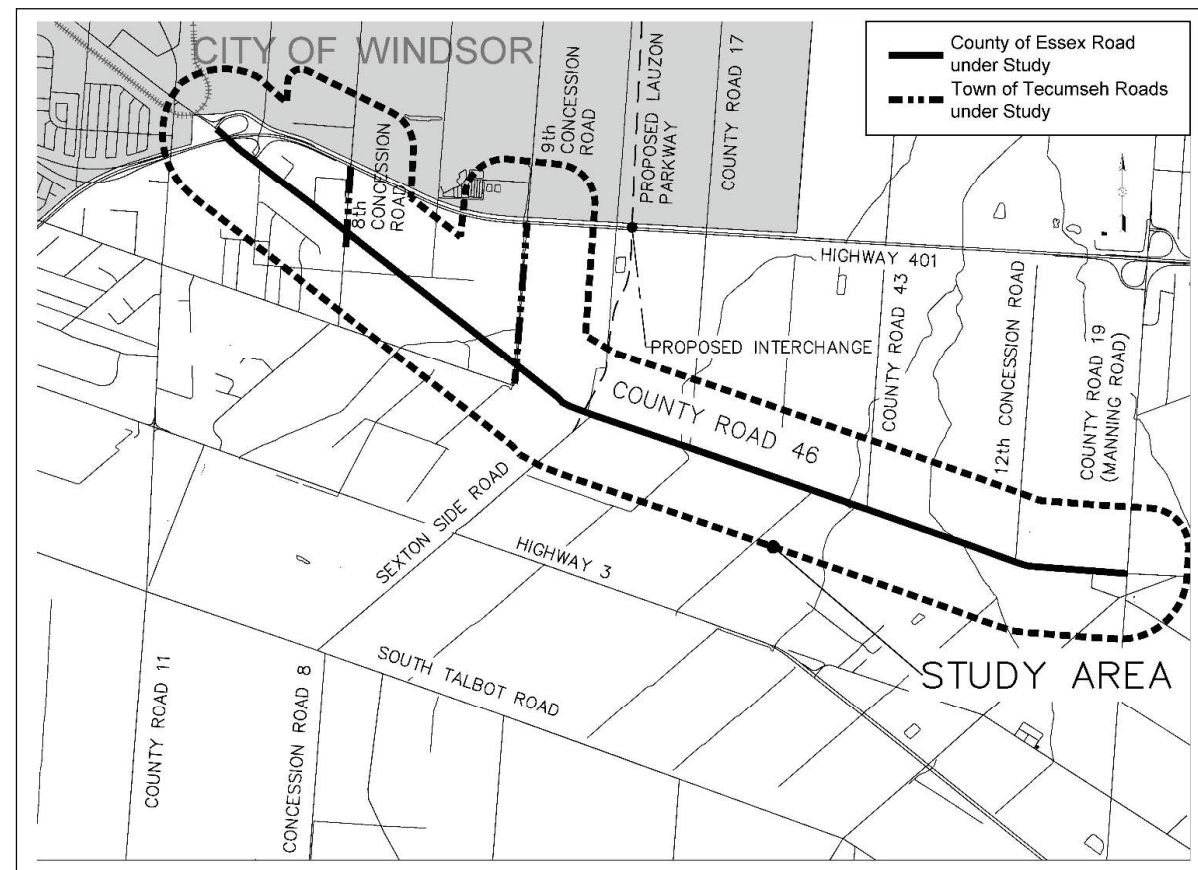 CITY OF WINDSOR
County of Essex Road
under Study
Town of Tecumseh Roads
under Study
8th
CONCESSION
ROAD
9th
CONCESSION
ROAD
PROPOSED LAUZON
PARKWAY
COUNTY ROAD 17
HIGHWAY 401
PROPOSED INTERCHANGE
COUNTY ROAD 43
12th CONCESSION ROAD
COUNTY ROAD 19
(MANNING ROAD)
COUNTY ROAD 46
SEXTON SIDE ROAD
HIGHWAY 3
SOUTH TALBOT ROAD
COUNTY ROAD 11
CONCESSION ROAD 8
STUDY AREA